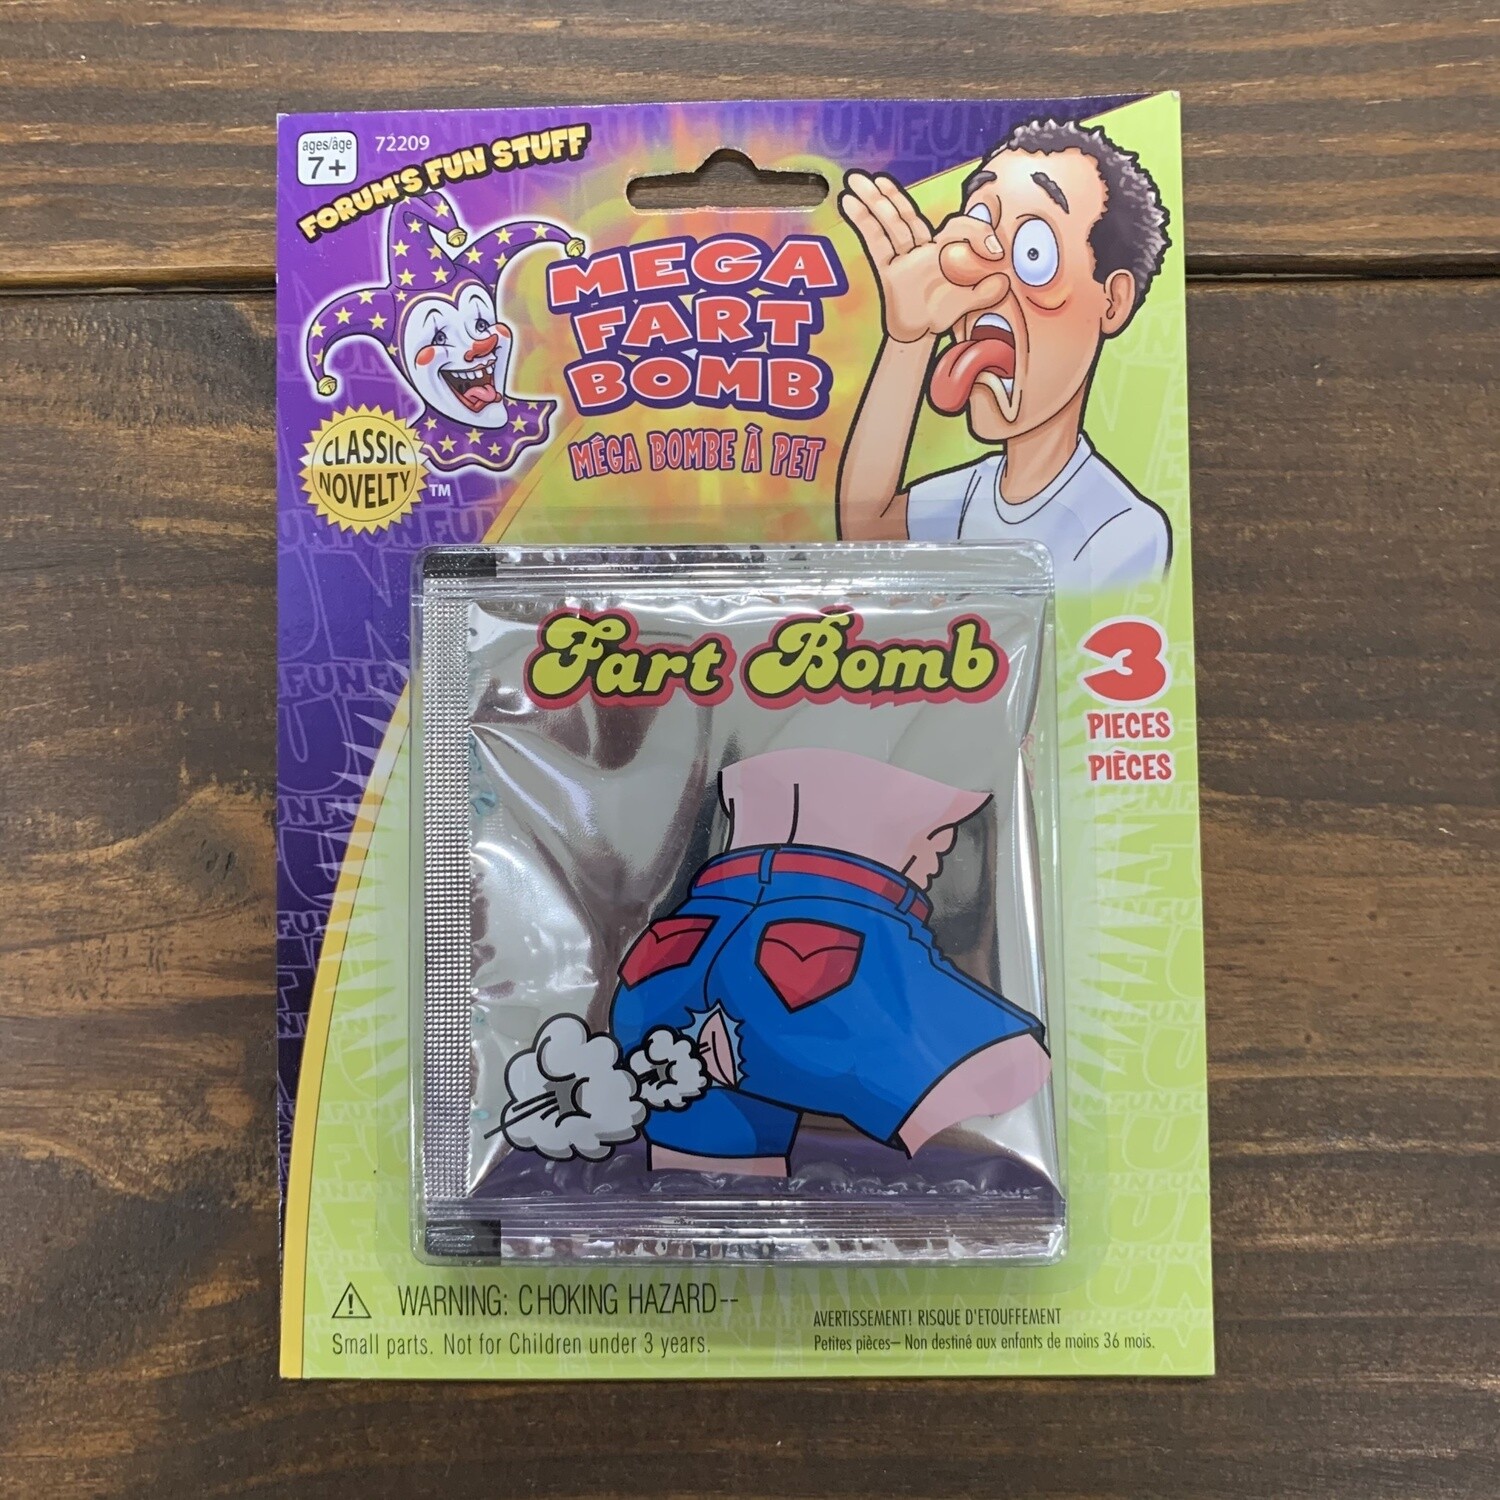 ages/âge
7+
72209
FORUM'S FUN STUFF
MEGA
FART
BOMB
MÉGA BOMBE À PET
CLASSIC
NOVELTY
TM
Fart Bomb
3
PIECES
PIÈCES
WARNING: CHOKING HAZARD--
Small parts. Not for Children under 3 years.
AVERTISSEMENT! RISQUE D'ETOUFFEMENT
Petites pièces– Non destiné aux enfants de moins 36 mois.